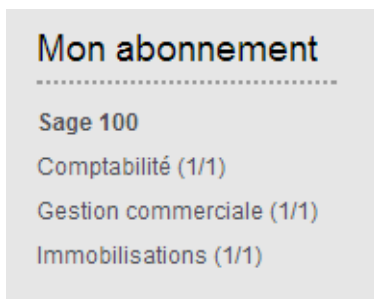 Mon abonnement
Sage 100
Comptabilité (1/1)
Gestion commerciale (1/1)
Immobilisations (1/1)